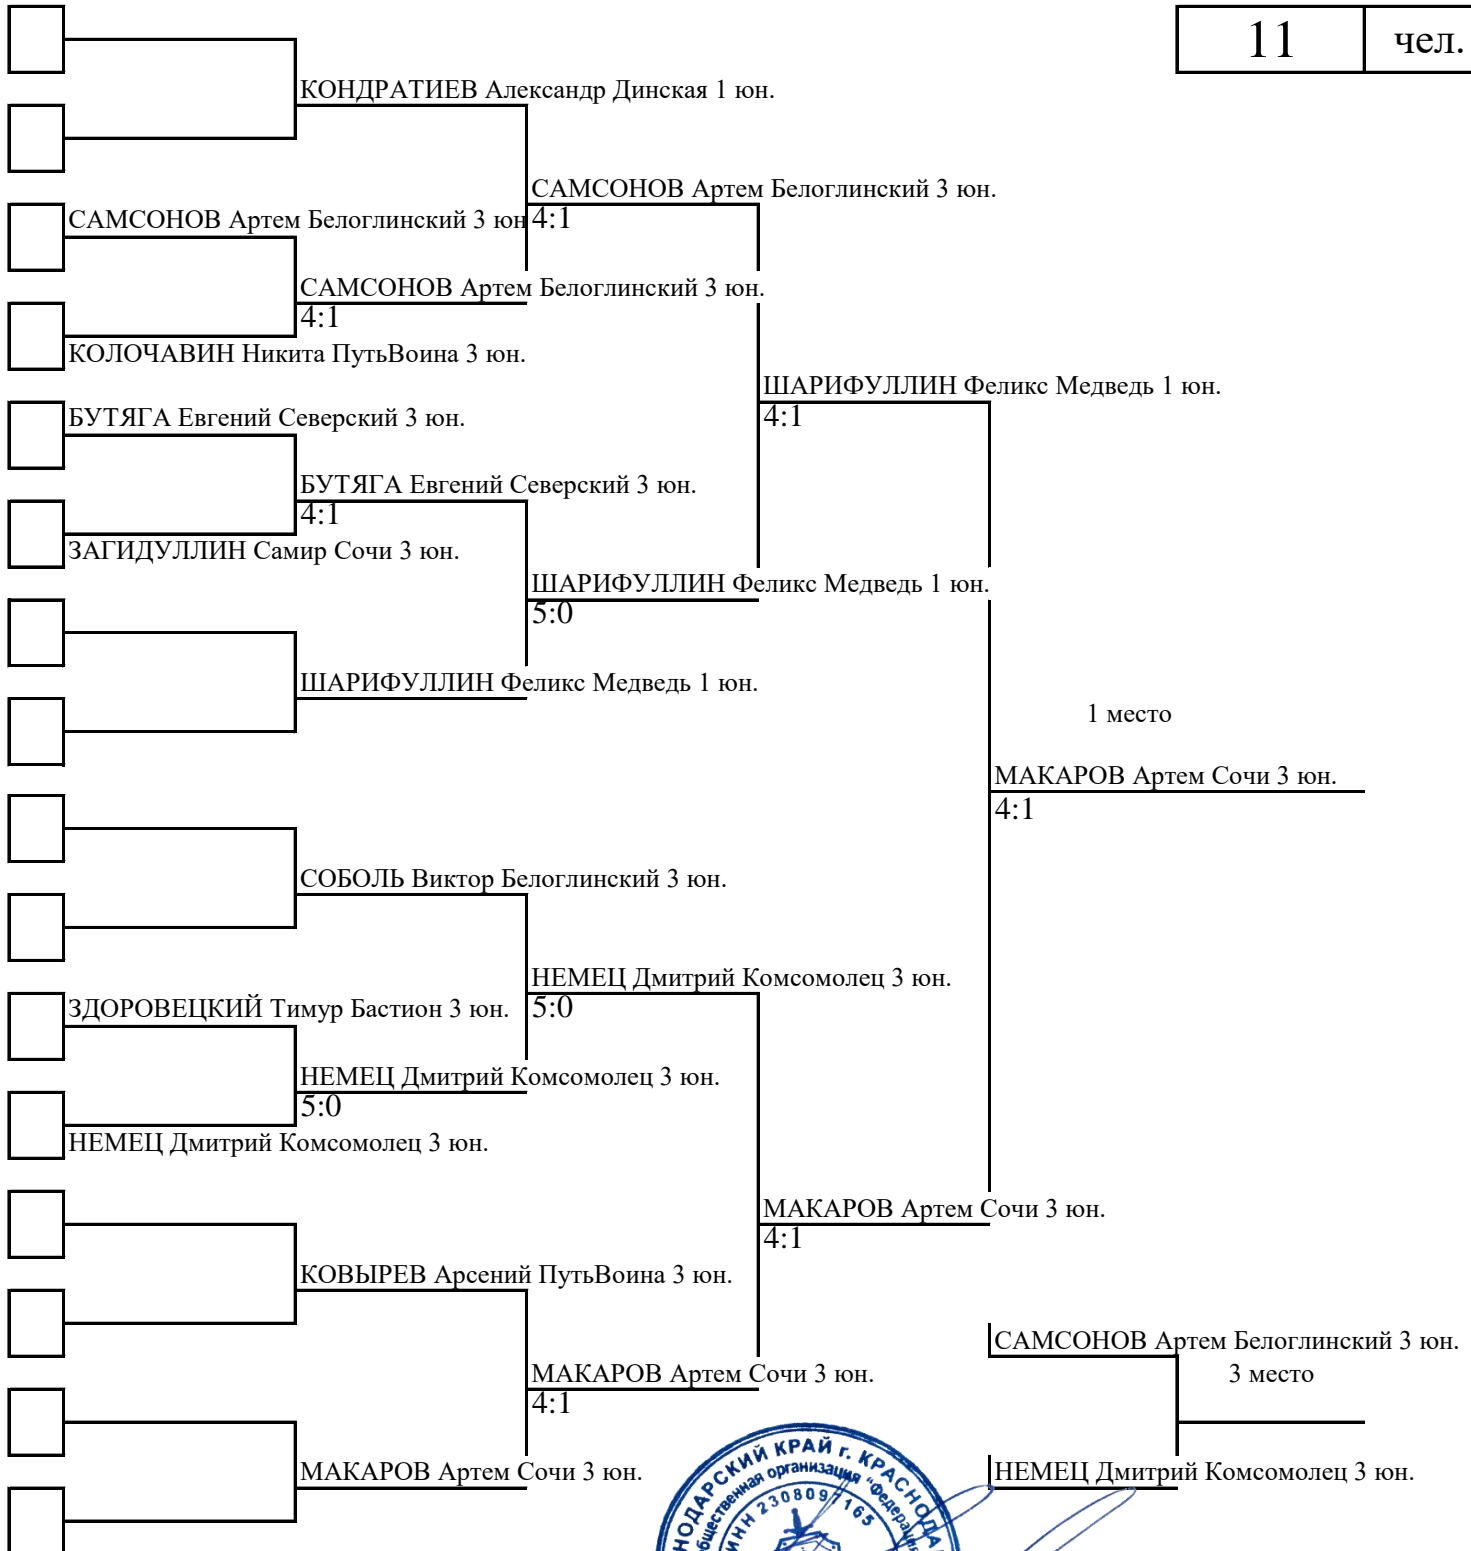 11 чел.
КОНДРАТИЕВ Александр Динская 1 юн.
САМСОНОВ Артем Белоглинский 3 юн.
САМСОНОВ Артем Белоглинский 3 юн
4:1
САМСОНОВ Артем Белоглинский 3 юн.
4:1
КОЛОЧАВИН Никита ПутьВоина 3 юн.
ШАРИФУЛЛИН Феликс Медведь 1 юн.
4:1
БУТЯГА Евгений Северский 3 юн.
БУТЯГА Евгений Северский 3 юн.
4:1
ЗАГИДУЛЛИН Самир Сочи 3 юн.
ШАРИФУЛЛИН Феликс Медведь 1 юн.
5:0
ШАРИФУЛЛИН Феликс Медведь 1 юн.
1 место
МАКАРОВ Артем Сочи 3 юн.
4:1
СОБОЛЬ Виктор Белоглинский 3 юн.
НЕМЕЦ Дмитрий Комсомолец 3 юн.
5:0
ЗДОРОВЕЦКИЙ Тимур Бастион 3 юн.
НЕМЕЦ Дмитрий Комсомолец 3 юн.
5:0
НЕМЕЦ Дмитрий Комсомолец 3 юн.
МАКАРОВ Артем Сочи 3 юн.
4:1
КОВЫРЕВ Арсений ПутьВоина 3 юн.
САМСОНОВ Артем Белоглинский 3 юн.
3 место
МАКАРОВ Артем Сочи 3 юн.
4:1
МАКАРОВ Артем Сочи 3 юн.
НЕМЕЦ Дмитрий Комсомолец 3 юн.
КРАЙ г.
организация "Федерация
ИНН 2308097165